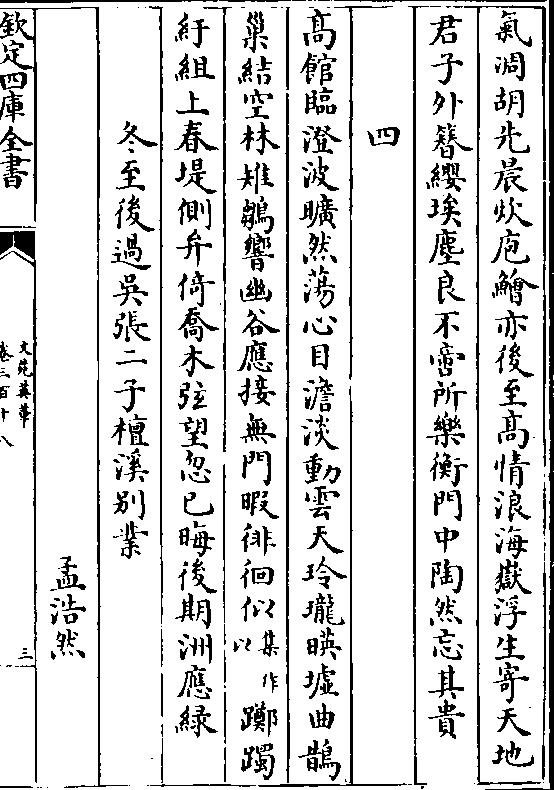 氣凋胡先晨炊庖鱠亦後至髙情浪海嶽浮生寄天地
君子外簪纓埃塵良不啻所樂衡門中陶然忘其貴
四
髙館臨澄波曠然蕩心目澹淡動雲天玲瓏暎墟曲鵲
巢結空林雉鴝響幽谷應接無門暇徘徊似集作以躑躅
紆組上春堤側弁倚喬木弦望忽已晦後期洲應緑
冬至後過吳張二子檀溪别業
孟浩然
欽定四庫全書
文苑英華
卷三百十八
三